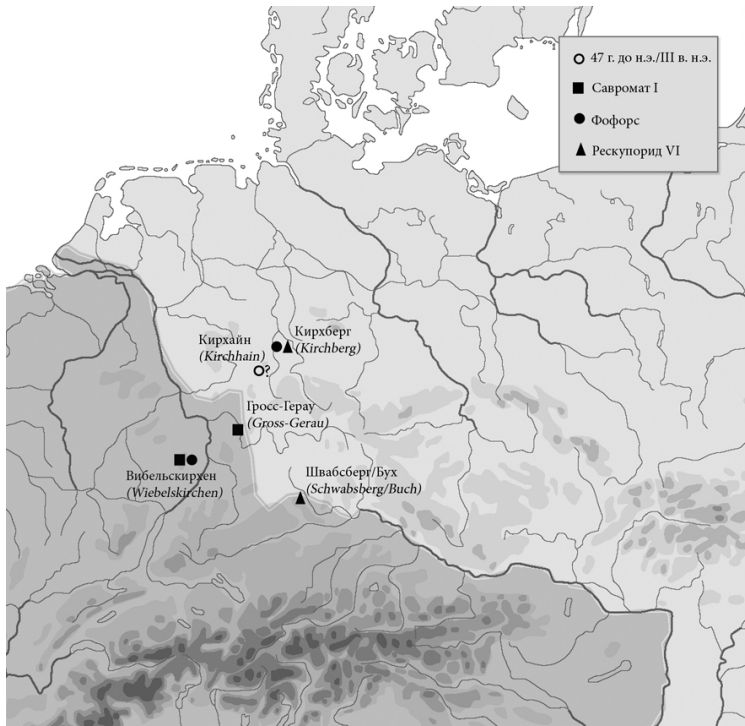 47 г. до н.э./III в. н.э.
Савромат I
Фофорс
Рескупорид VI
Кирхайн
(Kirchhain)
Кирхберг
(Kirchberg)
?
Гросс-Герау
(Gross-Gerau)
Вибельскирхен
(Wiebelskirchen)
Швабсберг/Бух
(Schwabsberg/Buch)